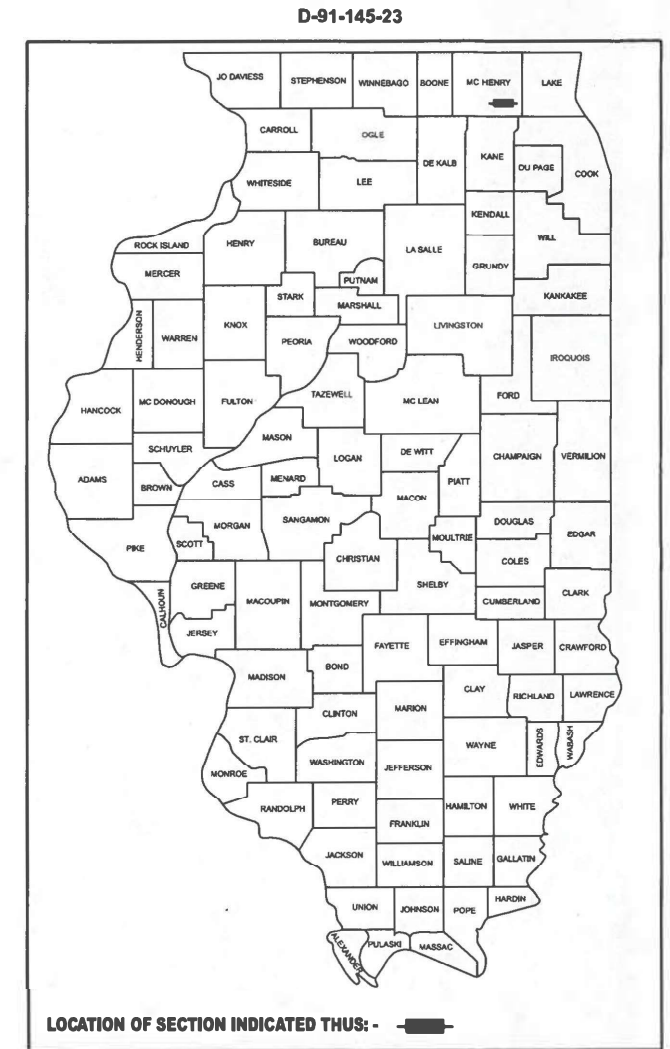 D-91-145-23
JO DAVIESS STEPHENSON WINNEBAGO BOONE MC HENRY LAKE
CARROLL OGLE DE KALB KANE DU PAGE COOK
WHITESIDE LEE
KENDALL
ROCK ISLAND HENRY BUREAU LA SALLE WILL
MERCER PUTNAM GRUNDY
STARK MARSHALL KANKAKEE
HENDERSON WARREN KNOX PEORIA WOODFORD LIVINGSTON IROQUOIS
HANCOCK MC DONOUGH FULTON TAZEWELL MC LEAN FORD
MASON
SCHUYLER LOGAN DE WITT CHAMPAIGN VERMILION
ADAMS BROWN CASS MENARD PIATT
MACON
PIKE SCOTT MORGAN SANGAMON MOULTRIE DOUGLAS EDGAR
CHRISTIAN COLES
CALHOUN GREENE MACOUPIN MONTGOMERY SHELBY CUMBERLAND CLARK
JERSEY FAYETTE EFFINGHAM JASPER CRAWFORD
MADISON BOND CLAY RICHLAND LAWRENCE
CLINTON MARION
ST. CLAIR WASHINGTON WAYNE EDWARDS WABASH
MONROE JEFFERSON
RANDOLPH PERRY HAMILTON WHITE
FRANKLIN
JACKSON WILLIAMSON SALINE GALLATIN
UNION JOHNSON POPE HARDIN
ALEXANDER PULASKI MASSAC
LOCATION OF SECTION INDICATED THUS: -